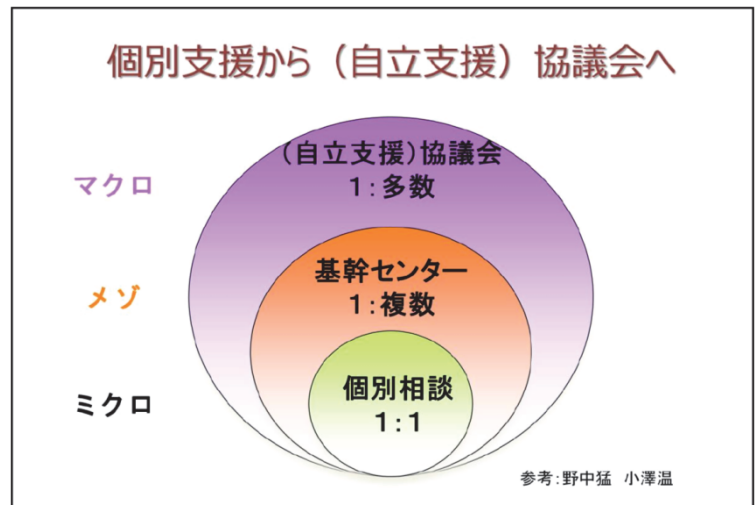 個別支援から（自立支援）協議会へ
（自立支援）協議会
1：多数
マクロ
基幹センター
1：複数
メゾ
個別相談
1：1
ミクロ
参考：野中猛　小澤温